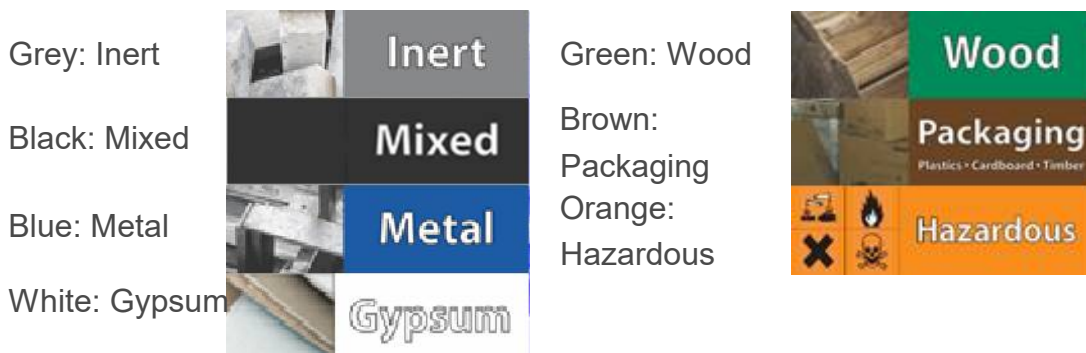 Grey: Inert
Inert
Black: Mixed
Mixed
Blue: Metal
Metal
White: Gypsum
Gypsum
Green: Wood
Wood
Brown:
Packaging
Packaging
Plastics • Cardboard • Timber
Orange:
Hazardous
Hazardous